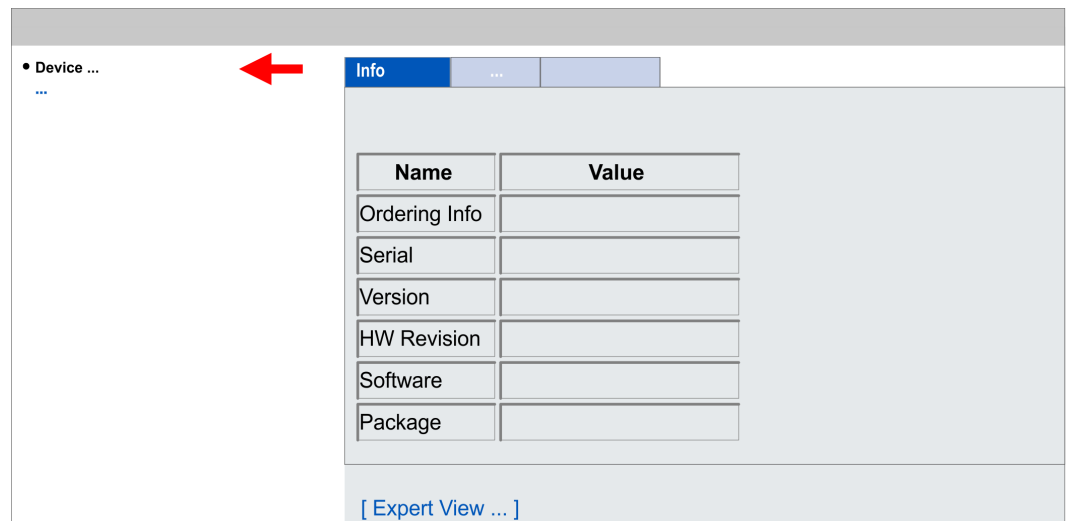 • Device ...
...
Info ...
Name Value
Ordering Info
Serial
Version
HW Revision
Software
Package
[ Expert View ... ]